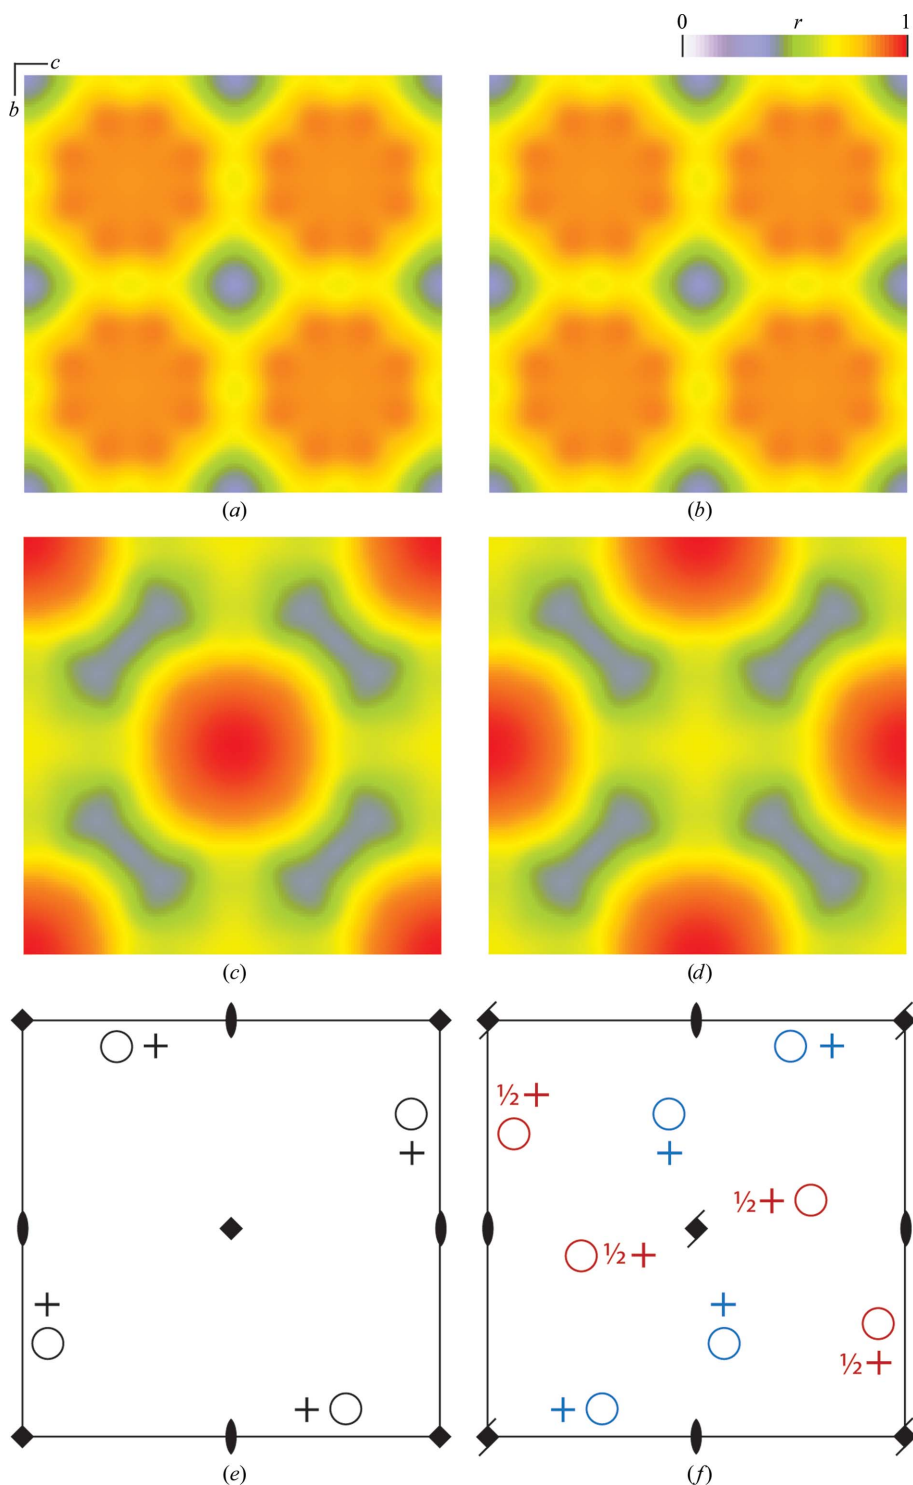 0 r 1
c
b
(a) (b)
(c) (d)
+ +
½+ +
+ +
½+
½+
+ +
½+
+ +
(e) (f)